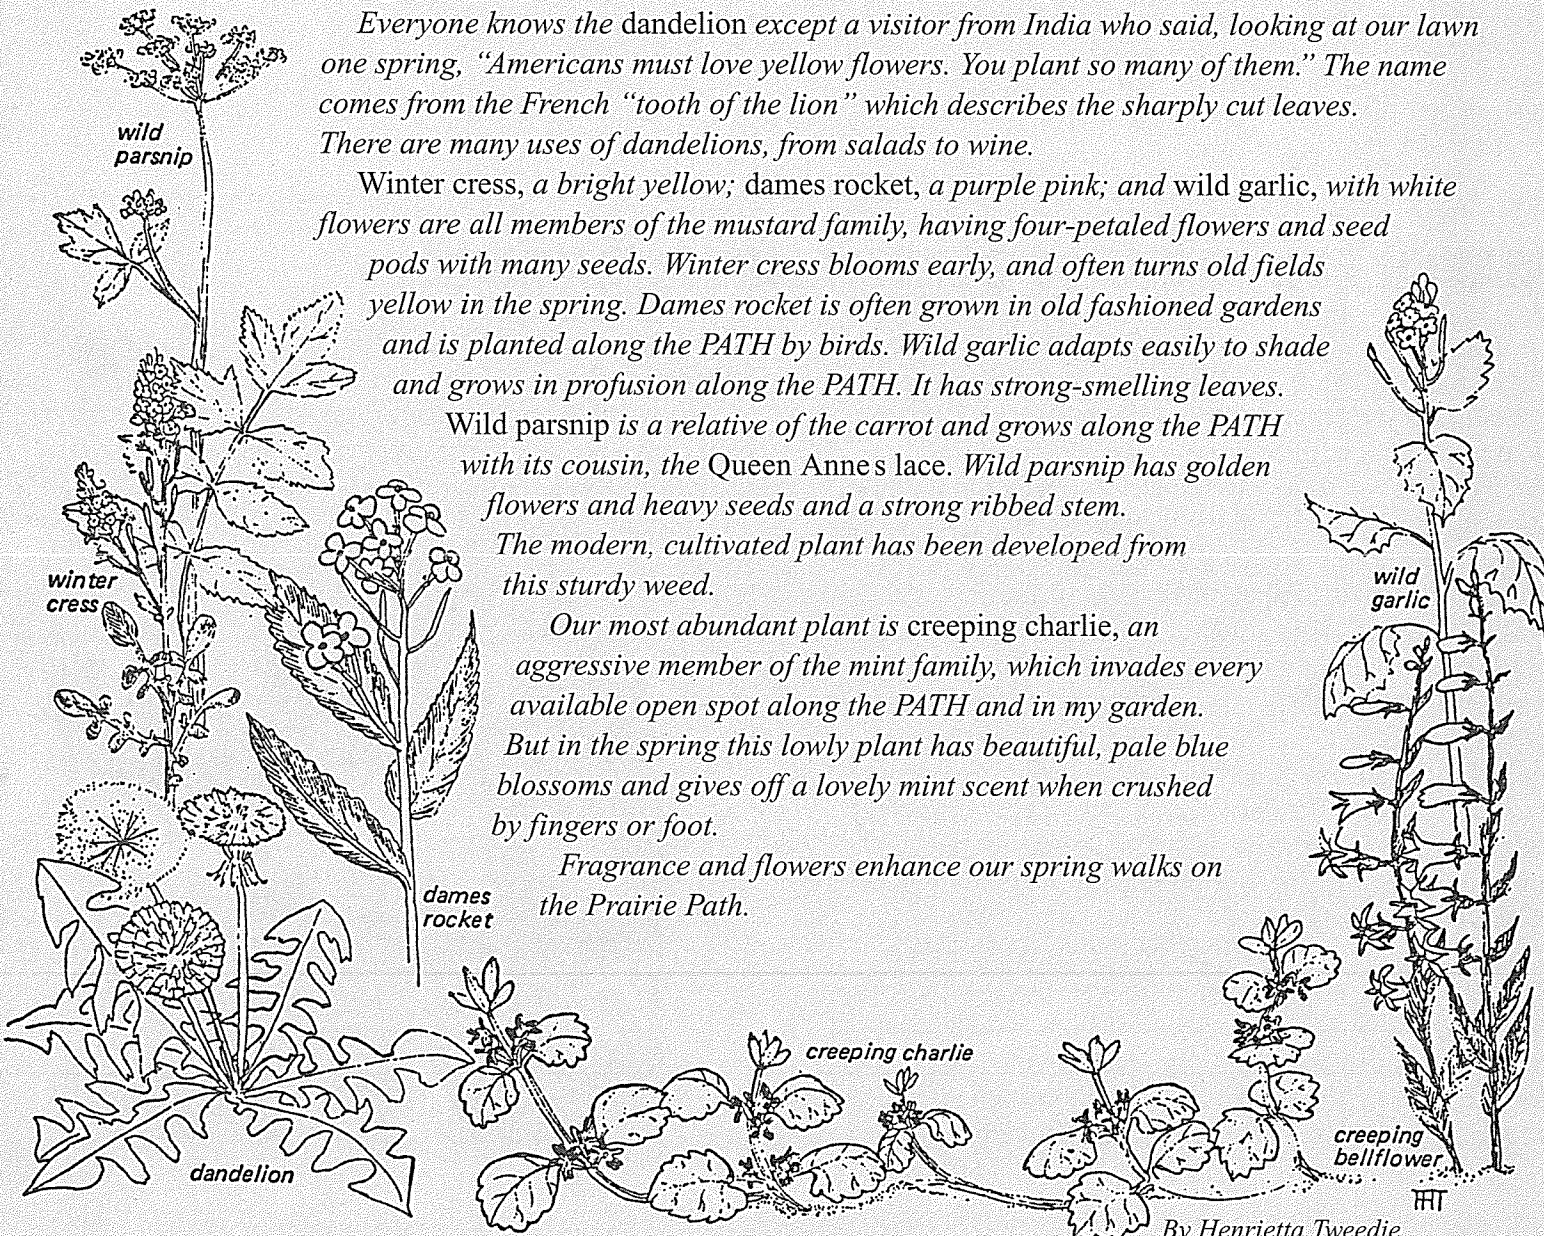 Everyone knows the dandelion except a visitor from India who said, looking at our lawn
one spring, “Americans must love yellow flowers. You plant so many of them.” The name
comes from the French “tooth of the lion” which describes the sharply cut leaves.
There are many uses of dandelions, from salads to wine.
Winter cress, a bright yellow; dames rocket, a purple pink; and wild garlic, with white
flowers are all members of the mustard family, having four-petaled flowers and seed
pods with many seeds. Winter cress blooms early, and often turns old fields
yellow in the spring. Dames rocket is often grown in old fashioned gardens
and is planted along the PATH by birds. Wild garlic adapts easily to shade
and grows in profusion along the PATH. It has strong-smelling leaves.
Wild parsnip is a relative of the carrot and grows along the PATH
with its cousin, the Queen Anne s lace. Wild parsnip has golden
flowers and heavy seeds and a strong ribbed stem.
The modern, cultivated plant has been developed from
this sturdy weed.
Our most abundant plant is creeping charlie, an
aggressive member of the mint family, which invades every
available open spot along the PATH and in my garden.
But in the spring this lowly plant has beautiful, pale blue
blossoms and gives off a lovely mint scent when crushed
by fingers or foot.
Fragrance and flowers enhance our spring walks on
the Prairie Path.
wild
parsnip
winter
cress
dames
rocket
dandelion
creeping charlie
wild
garlic
creeping
bellflower
HT
By Henrietta Tweedie